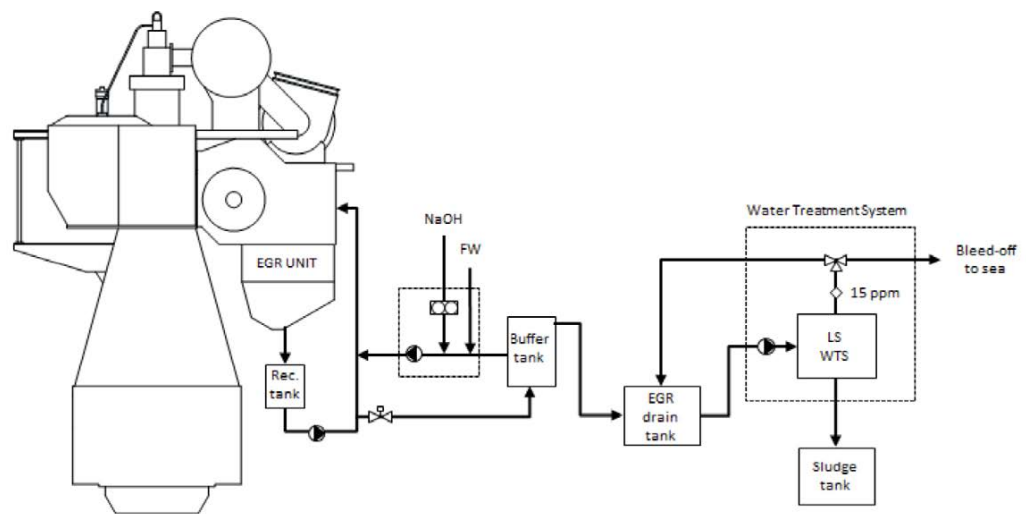 Water Treatment System
NaOH
FW
Bleed-off
to sea
EGR UNIT
15 ppm
Buffer
tank
LS
WTS
Rec.
tank
EGR
drain
tank
Sludge
tank